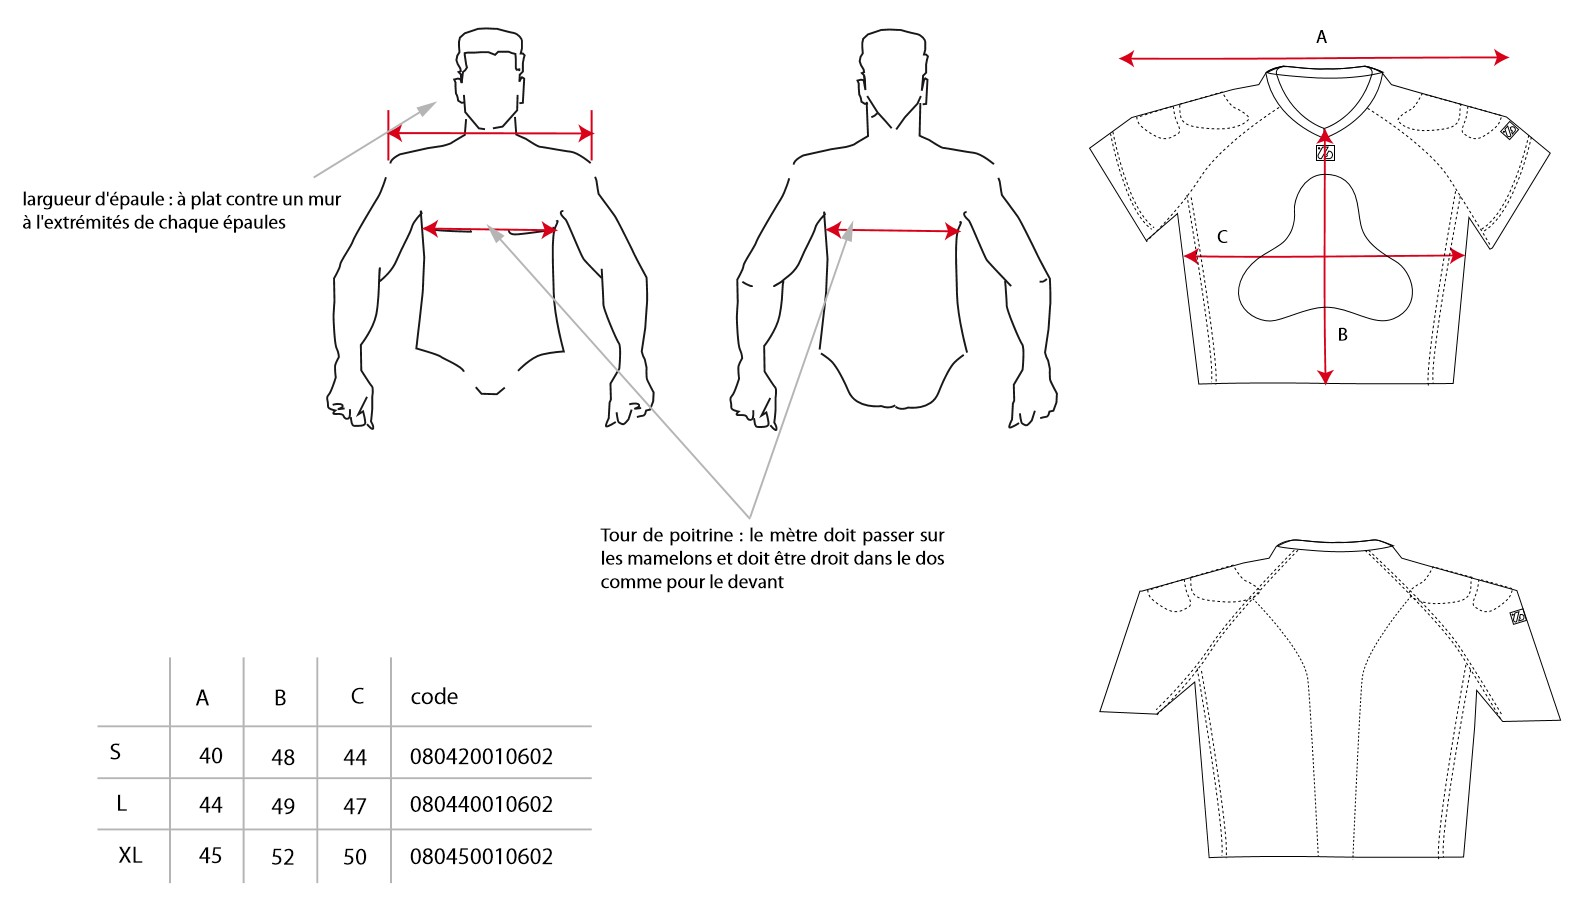 A
largueur d'épaule : à plat contre un mur
à l'extrémités de chaque épaules
C
B
Tour de poitrine : le mètre doit passer sur
les mamelons et doit être droit dans le dos
comme pour le devant
A B C code
S 40 48 44 080420010602
L 44 49 47 080440010602
XL 45 52 50 080450010602